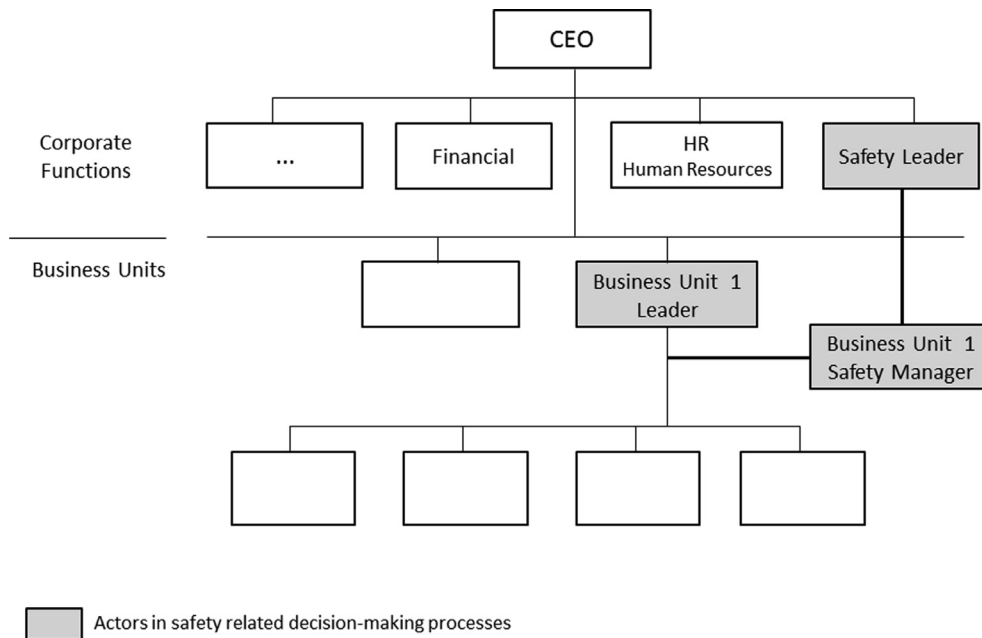 CEO
Corporate
Functions
...
Financial
HR
Human Resources
Safety Leader
Business Units
Business Unit 1
Leader
Business Unit 1
Safety Manager
Actors in safety related decision-making processes